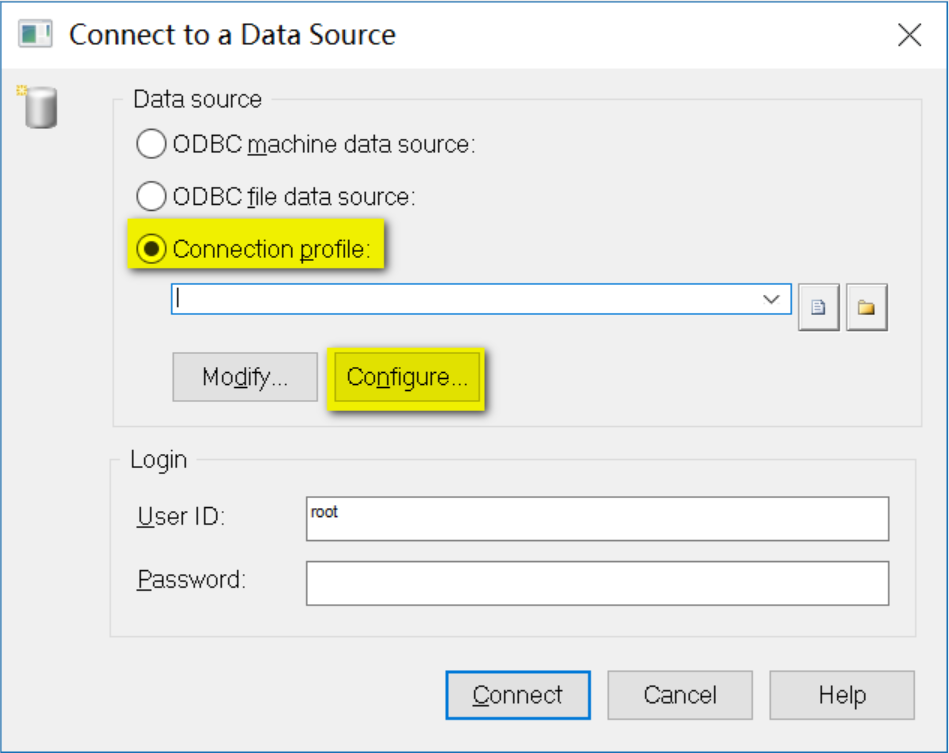 Connect to a Data Source
Data source
ODBC machine data source:
ODBC file data source:
Connection profile:
Modify...
Configure...
Login
User ID:
root
Password:
Connect
Cancel
Help